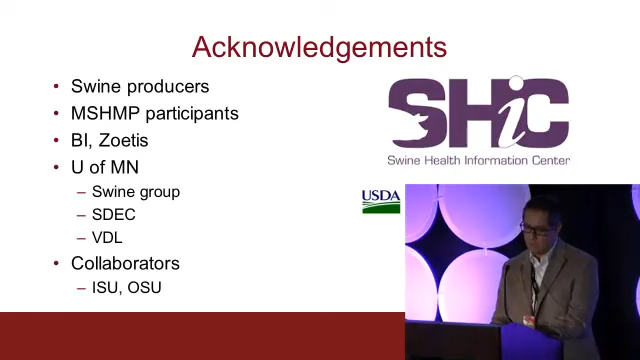 Acknowledgements
• Swine producers
• MSHMP participants
• BI, Zoetis
• U of MN
– Swine group
– SDEC
– VDL
• Collaborators
– ISU, OSU
SHiC
Swine Health Information Center
USDA